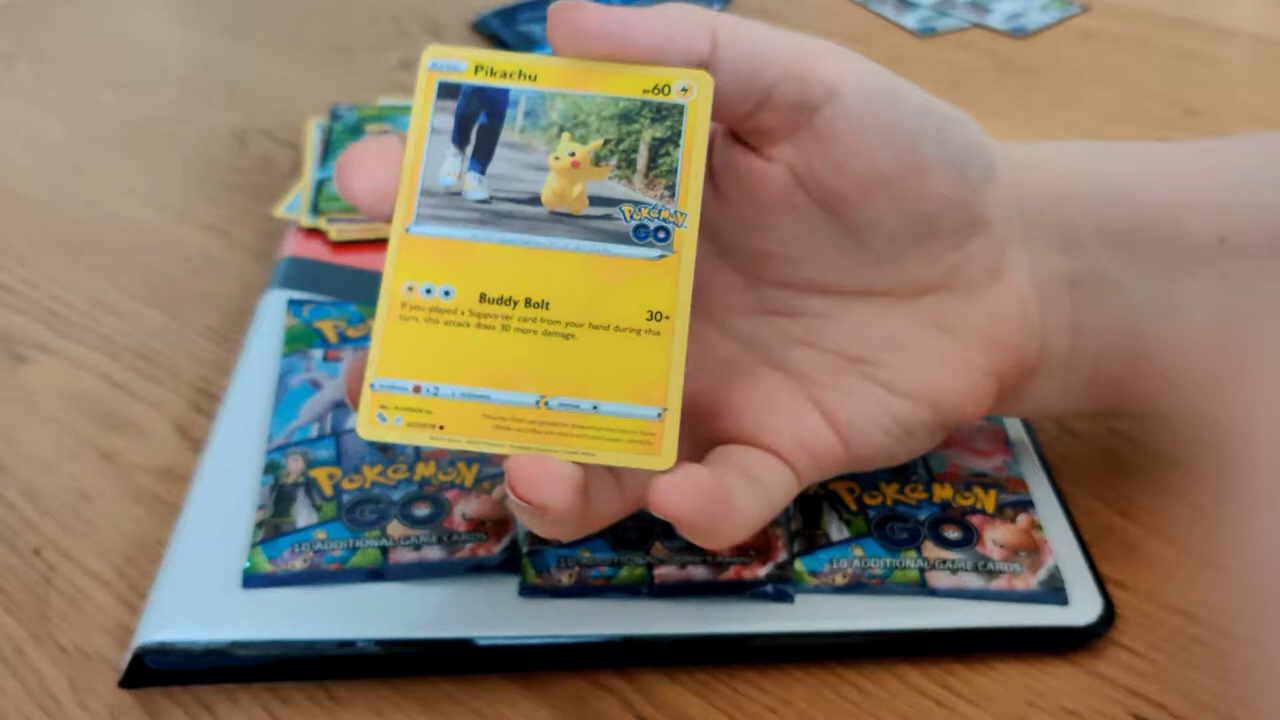 Pikachu
60
POKÉMON
GO
Buddy Bolt
30+
If you played a Supporter card from your hand during this
turn, this attack does 30 more damage.
POKÉMON
GO
10 ADDITIONAL GAME CARDS
10 ADDITIONAL GAME CARDS
POKÉMON
GO
10 ADDITIONAL GAME CARDS